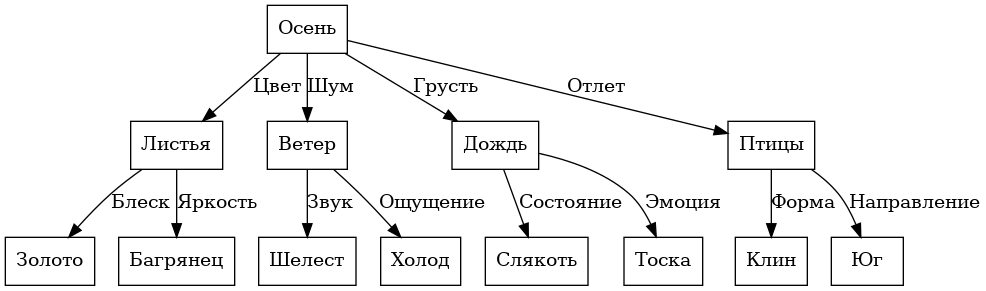 Осень
Цвет Шум Грусть Отлет
Листья Ветер Дождь Птицы
Блеск Яркость Звук Ощущение Состояние Эмоция Форма Направление
Золото Багрянец Шелест Холод Слякоть Тоска Клин Юг